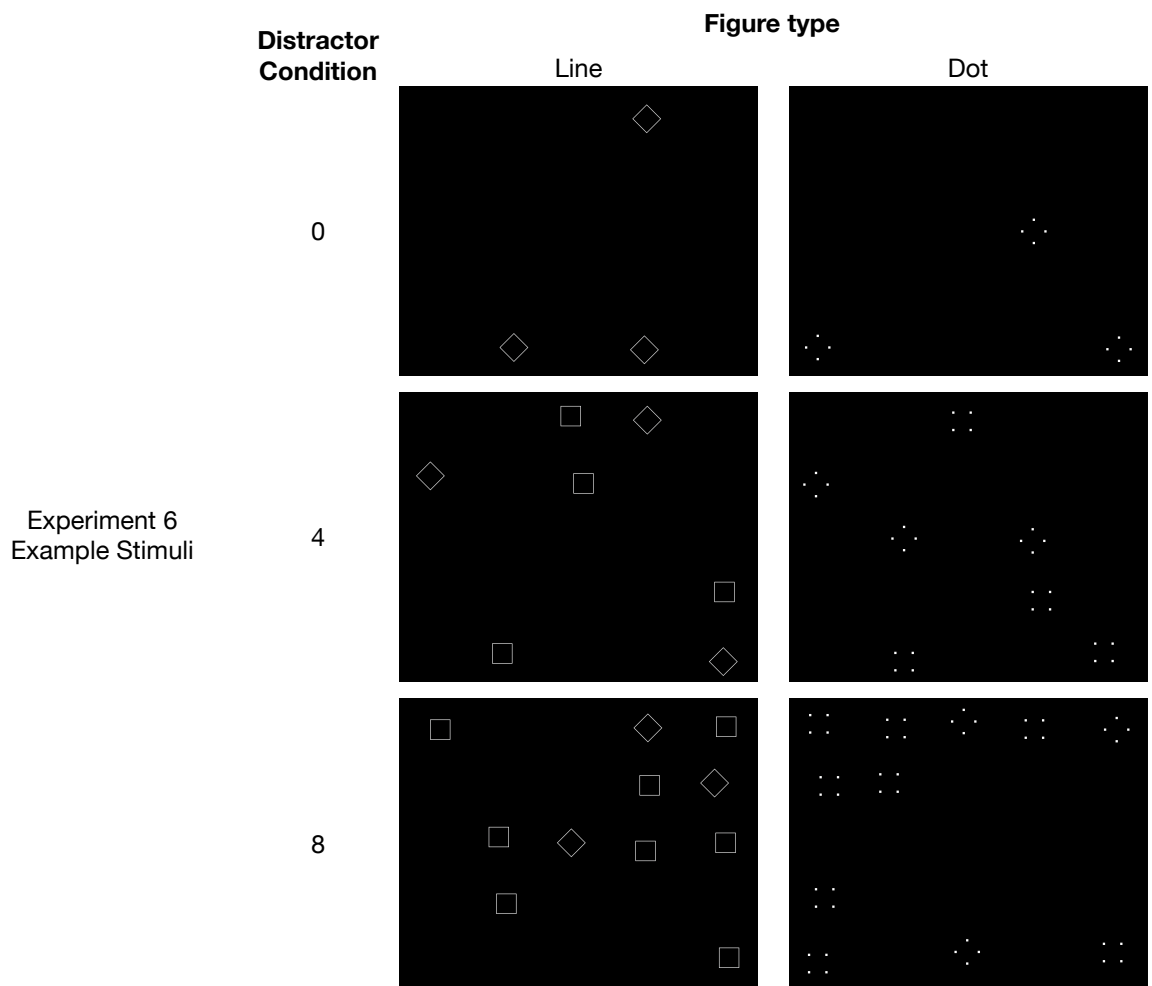 Figure type
Distractor
Condition
Line
Dot
0
Experiment 6
Example Stimuli
4
8